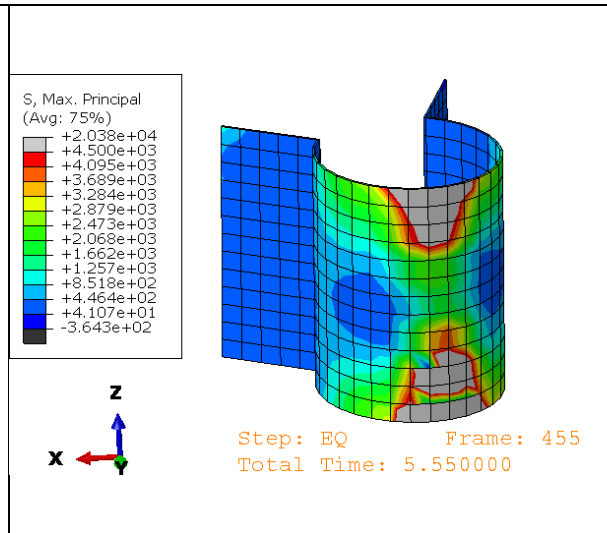 S, Max. Principal
(Avg: 75%)
+2.038e+04
+4.500e+03
+4.095e+03
+3.689e+03
+3.284e+03
+2.879e+03
+2.473e+03
+2.068e+03
+1.662e+03
+1.257e+03
+8.518e+02
+4.464e+02
+4.107e+01
-3.643e+02
Z
X
Y
Step: EQ Frame: 455
Total Time: 5.550000